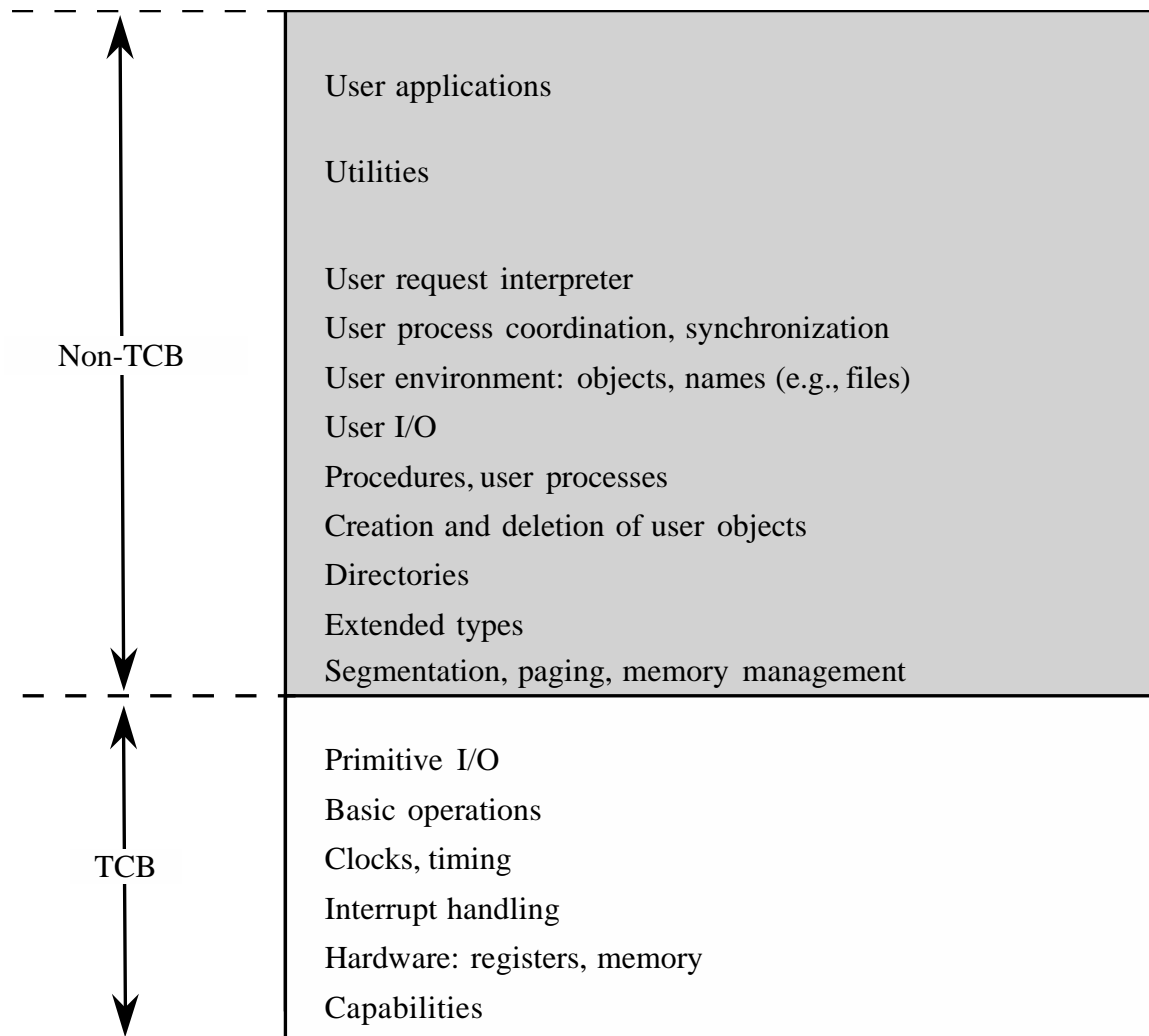 User applications
Utilities
User request interpreter
User process coordination, synchronization
Non-TCB
User environment: objects, names (e.g., files)
User I/O
Procedures, user processes
Creation and deletion of user objects
Directories
Extended types
Segmentation, paging, memory management
Primitive I/O
Basic operations
TCB
Clocks, timing
Interrupt handling
Hardware: registers, memory
Capabilities